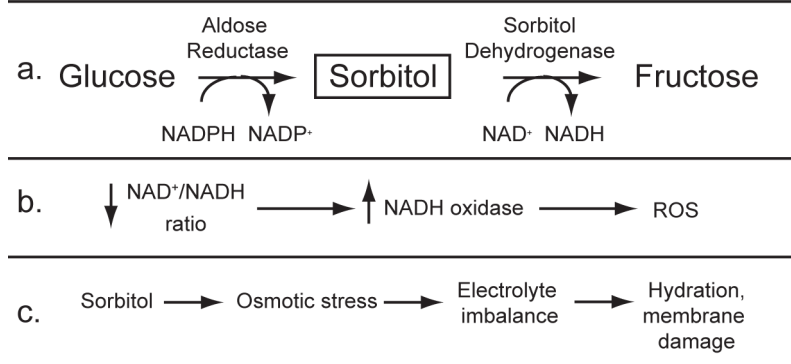 a. Glucose Aldose Reductase Sorbitol Sorbitol Dehydrogenase Fructose
NADPH NADP+ NAD+ NADH
b. NAD+/NADH ratio NADH oxidase ROS
c. Sorbitol Osmotic stress Electrolyte imbalance Hydration, membrane damage